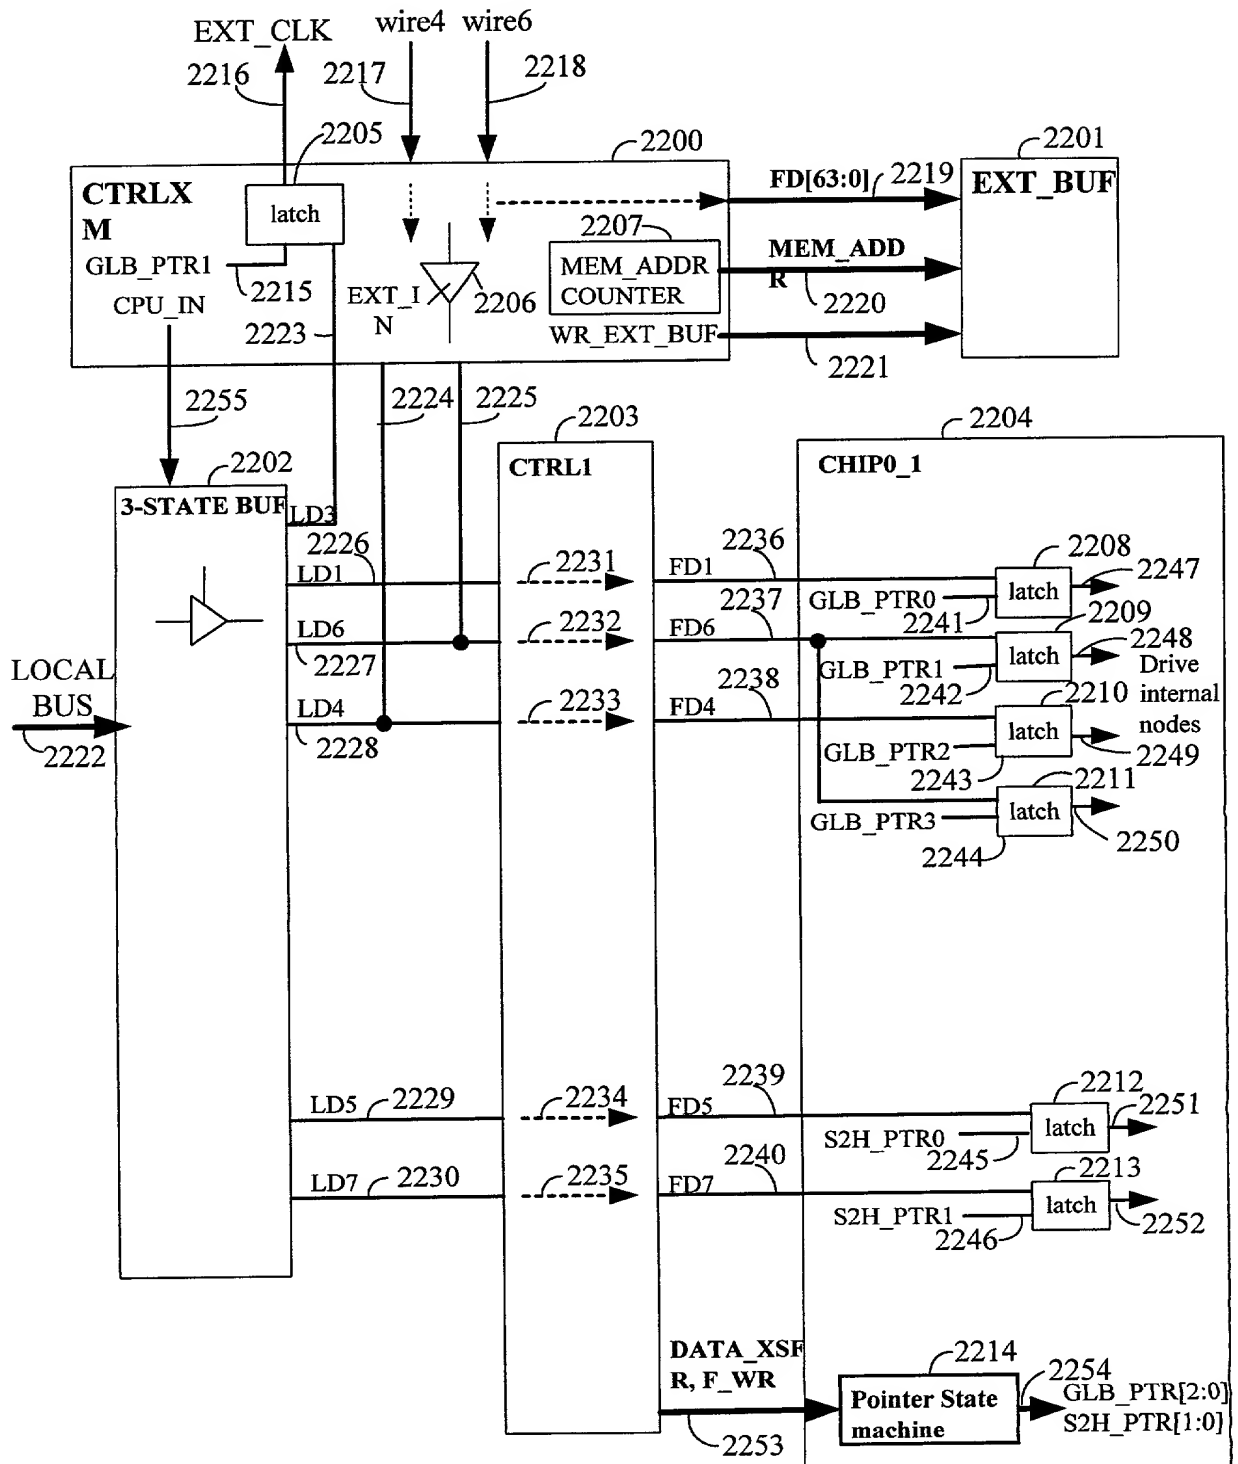 EXT_CLK
wire4 wire6
2216
2217
2218
2205
2200
2201
CTRLX
M
latch
GLB_PTR1
2215
CPU_IN
2223
EXT_I
N
2206
2207
MEM_ADDR
COUNTER
WR_EXT_BUF
FD[63:0]
2219
MEM_ADD
R
2220
2221
EXT_BUF
2255
2224
2225
2203
2204
2202
3-STATE BUF
CTRL1
CHIP0_1
LD3
2226
LD1
2231
2236
FD1
2208
latch
2247
GLB_PTR0
2241
LD6
2227
2232
2237
FD6
2209
latch
2248
GLB_PTR1
2242
Drive
internal
nodes
LOCAL
BUS
2222
LD4
2228
2233
2238
FD4
2210
latch
2249
GLB_PTR2
2243
2211
latch
2250
GLB_PTR3
2244
LD5
2229
2234
2239
FD5
2212
latch
2251
S2H_PTR0
2245
LD7
2230
2235
2240
FD7
2213
latch
2252
S2H_PTR1
2246
DATA_XSF
R, F_WR
2253
2214
Pointer State
machine
2254
GLB_PTR[2:0]
S2H_PTR[1:0]